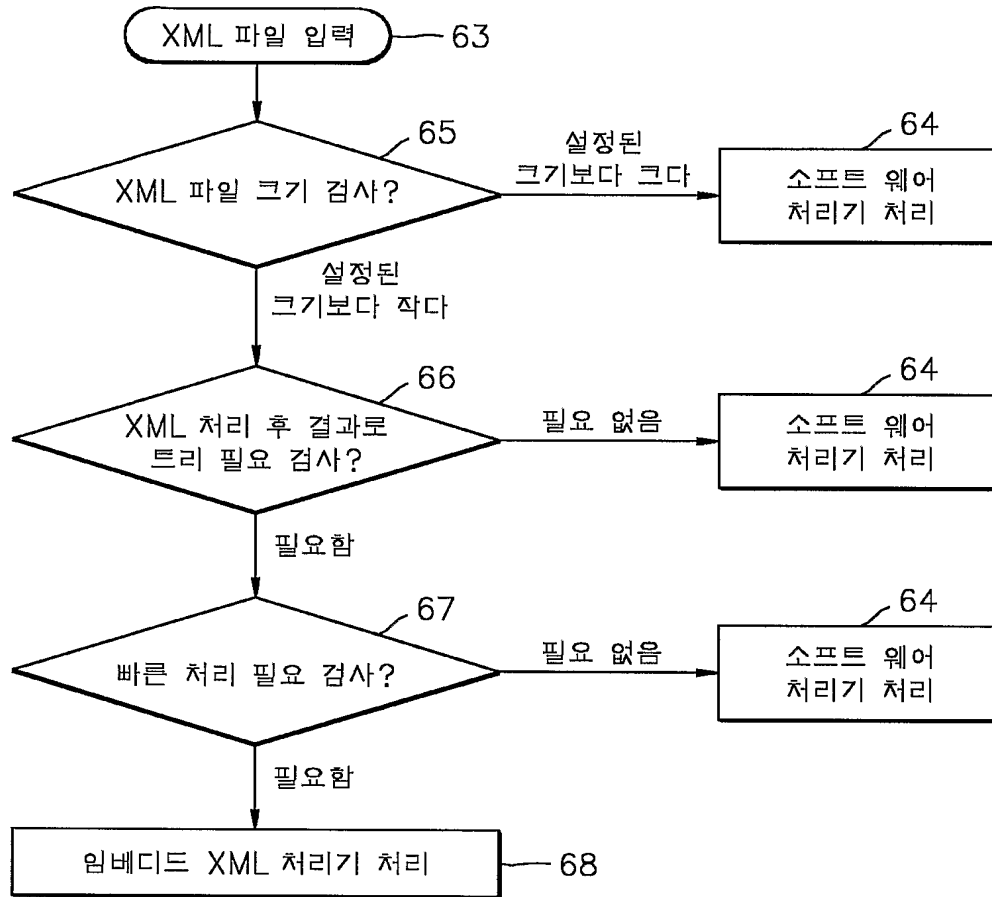 XML 파일 입력
63
65
XML 파일 크기 검사?
설정된
크기보다 크다
64
소프트 웨어
처리기 처리
설정된
크기보다 작다
66
XML 처리 후 결과로
트리 필요 검사?
필요 없음
64
소프트 웨어
처리기 처리
필요함
67
빠른 처리 필요 검사?
필요 없음
64
소프트 웨어
처리기 처리
필요함
임베디드 XML 처리기 처리
68